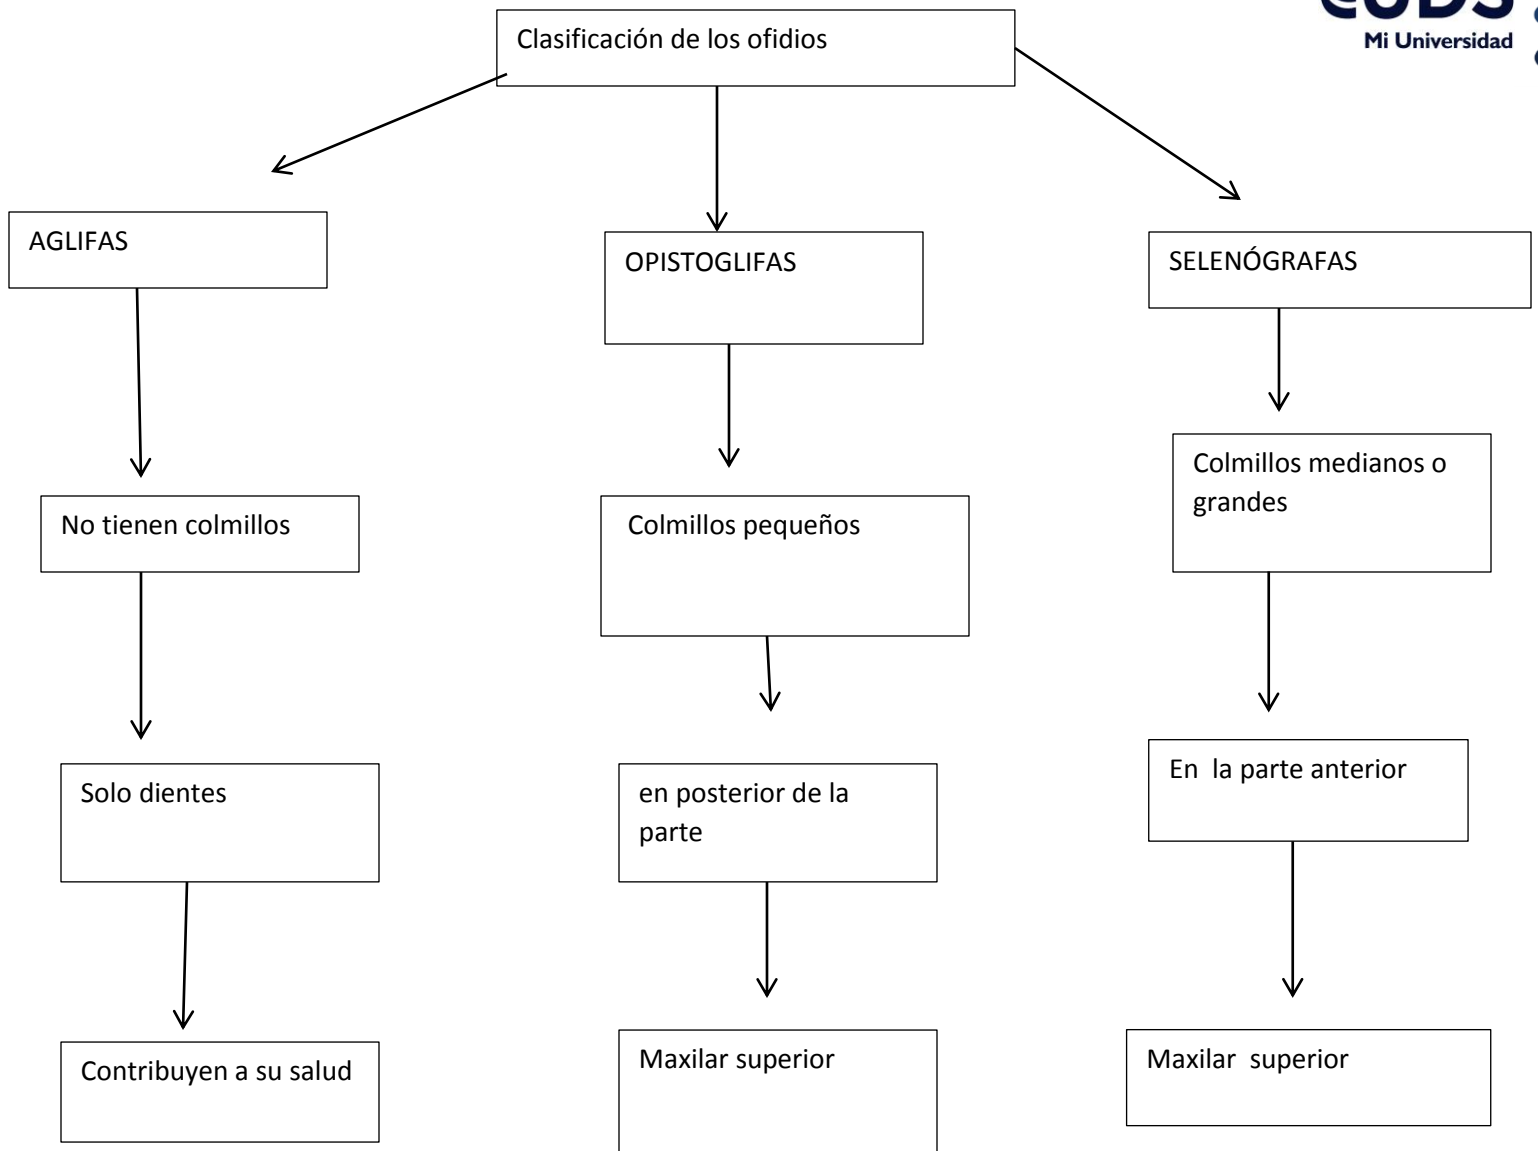 Mi Universidad
Clasificación de los ofidios
AGLIFAS
OPISTOGLIFAS
SELENÓGRAFAS
No tienen colmillos
Colmillos pequeños
Colmillos medianos o
grandes
Solo dientes
en posterior de la
parte
En la parte anterior
Contribuyen a su salud
Maxilar superior
Maxilar superior